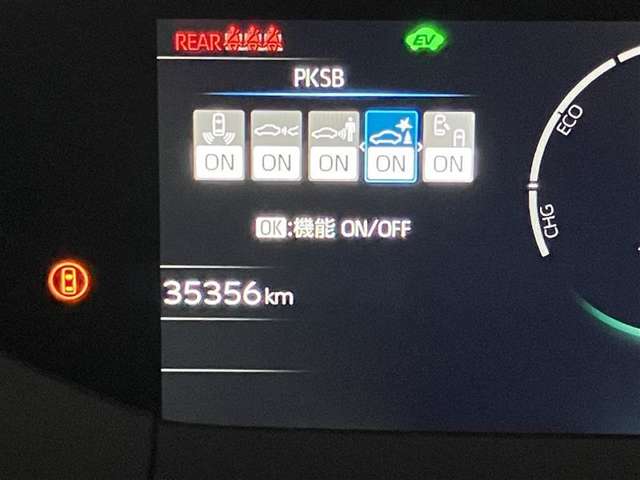 REAR
EV
PKSB
ON ON ON ON ON
OK:機能 ON/OFF
ECO
CHG
35356km